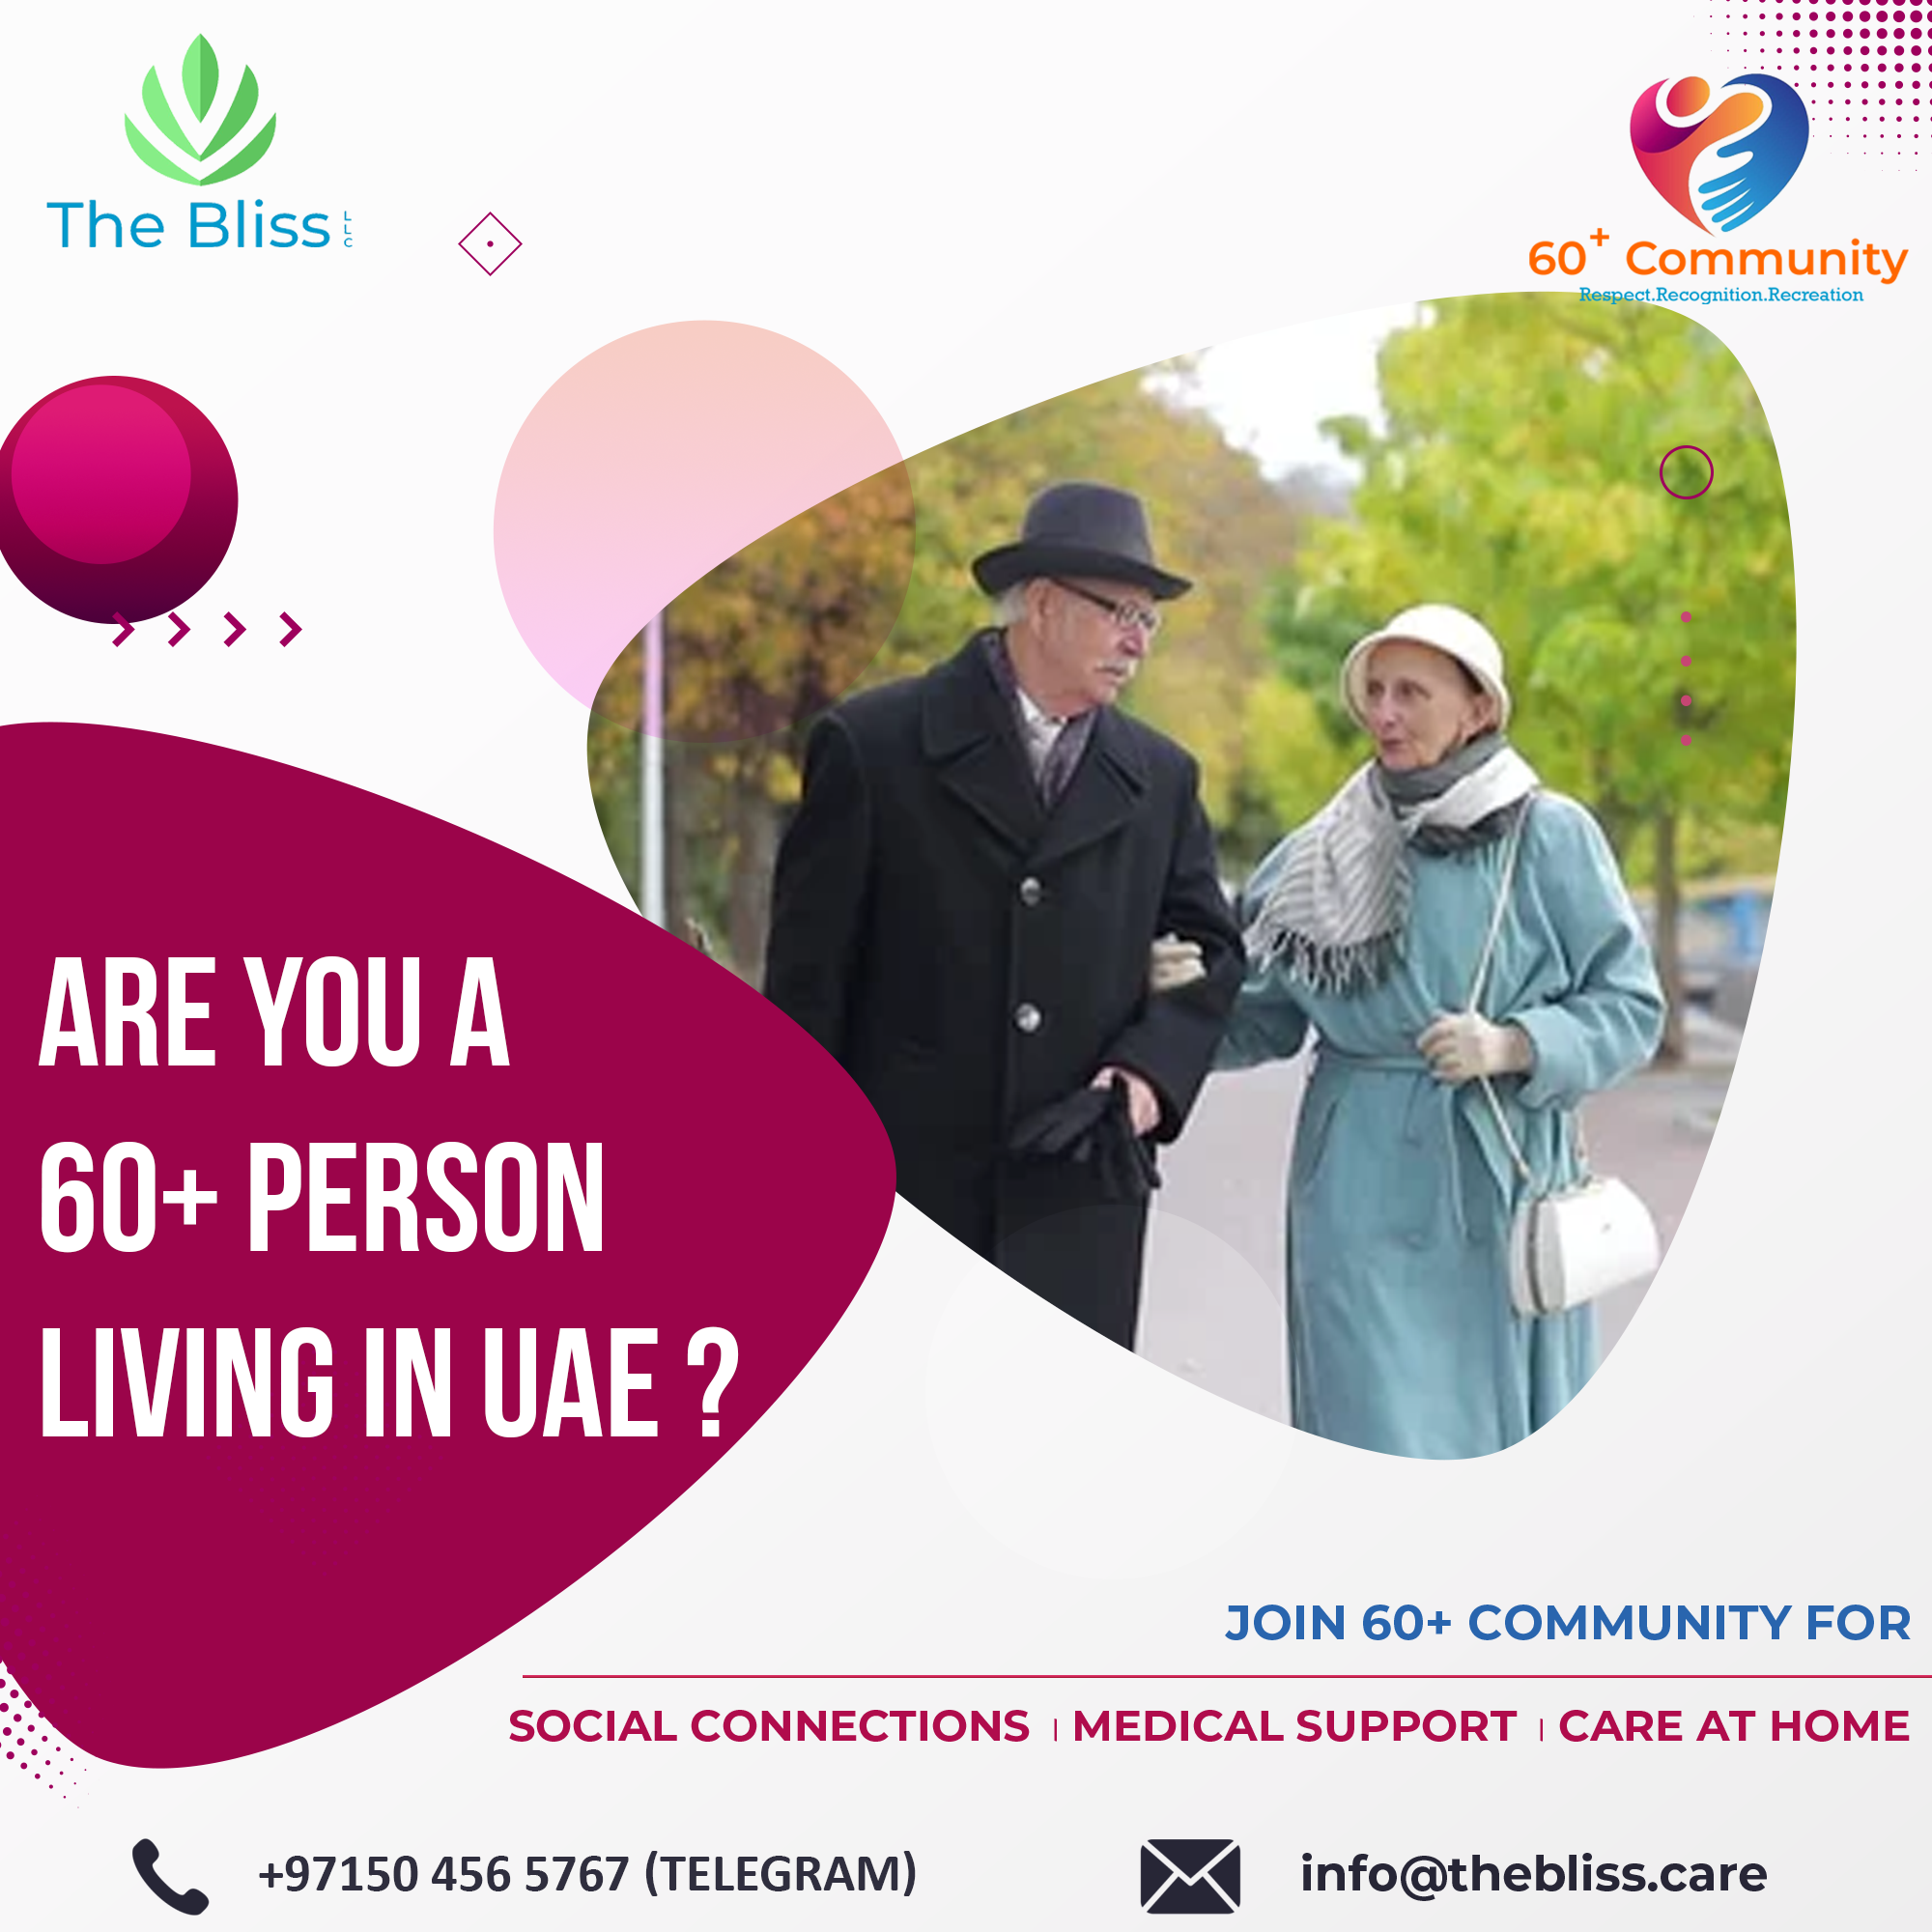 The Bliss LLC
60+ Community
Respect.Recognition.Recreation
ARE YOU A
60+ PERSON
LIVING IN UAE ?
JOIN 60+ COMMUNITY FOR
SOCIAL CONNECTIONS | MEDICAL SUPPORT | CARE AT HOME
+97150 456 5767 (TELEGRAM)
info@thebliss.care